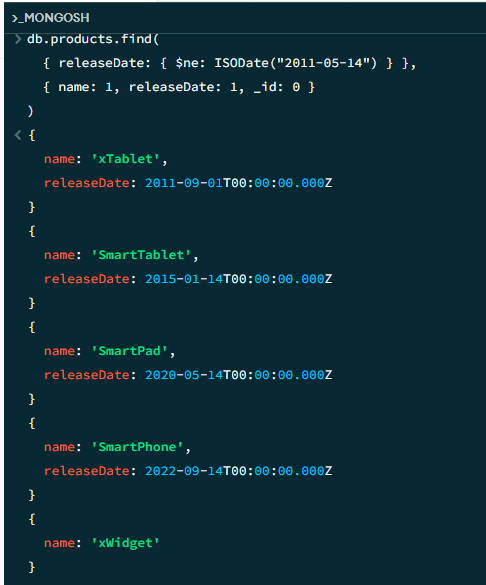 >_MONGOSH
> db.products.find(
{ releaseDate: { $ne: ISODate("2011-05-14") } },
{ name: 1, releaseDate: 1, _id: 0 }
)
< {
name: 'xTablet',
releaseDate: 2011-09-01T00:00:00.000Z
}
{
name: 'SmartTablet',
releaseDate: 2015-01-14T00:00:00.000Z
}
{
name: 'SmartPad',
releaseDate: 2020-05-14T00:00:00.000Z
}
{
name: 'SmartPhone',
releaseDate: 2022-09-14T00:00:00.000Z
}
{
name: 'xWidget'
}